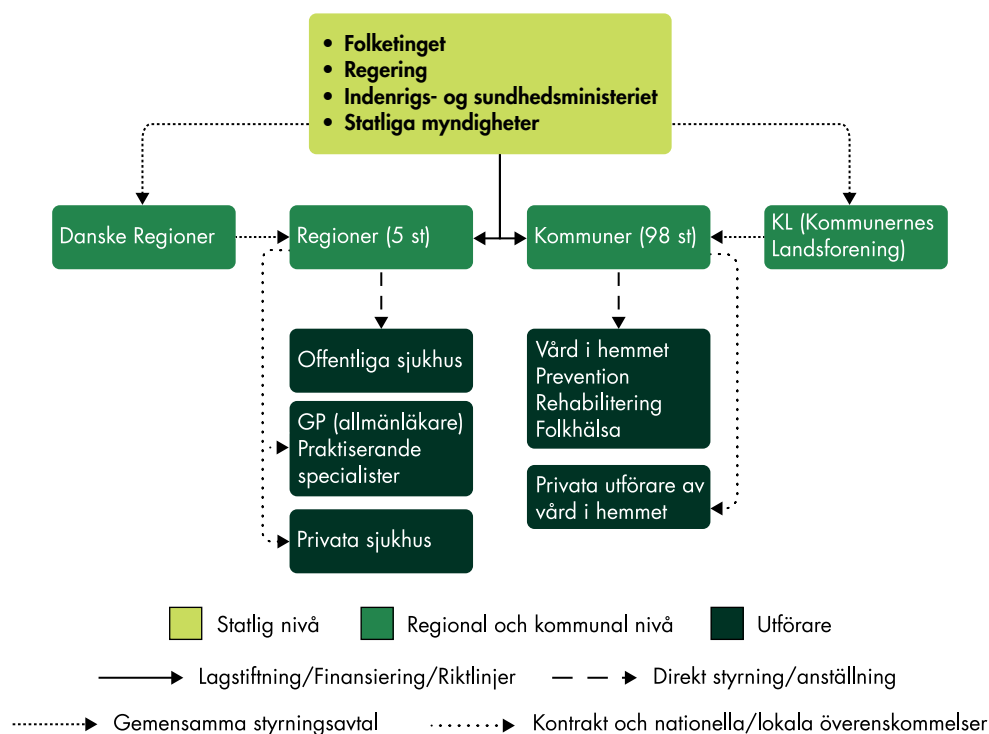 • Folketinget
• Regering
• Indenrigs- og sundhedsministeriet
• Statliga myndigheter
Danske Regioner
Regioner (5 st)
Kommuner (98 st)
KL (Kommunernes
Landsforening)
Offentliga sjukhus
GP (allmänläkare)
Praktiserande
specialister
Privata sjukhus
Vård i hemmet
Prevention
Rehabilitering
Folkhälsa
Privata utförare av
vård i hemmet
Statlig nivå
Regional och kommunal nivå
Utförare
Lagstiftning/Finansiering/Riktlinjer
Direkt styrning/anställning
Gemensamma styrningsavtal
Kontrakt och nationella/lokala överenskommelser